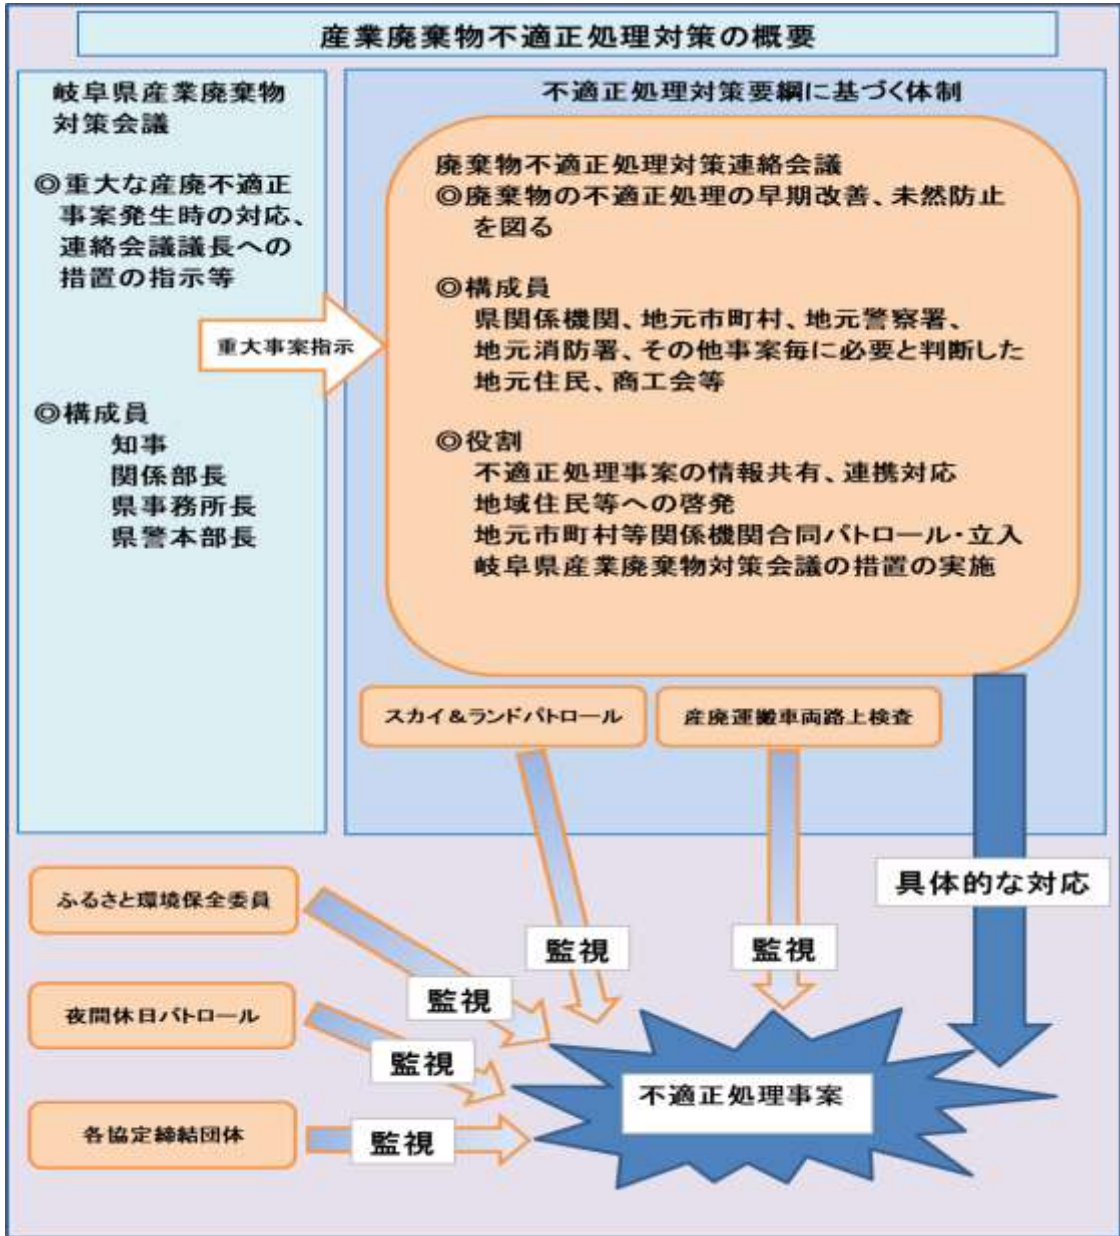 産業廃棄物不適正処理対策の概要
岐阜県産業廃棄物
対策会議
◎重大な産廃不適正
事案発生時の対応、
連絡会議議長への
措置の指示等
◎構成員
知事
関係部長
県事務所長
県警本部長
重大事案指示
不適正処理対策要綱に基づく体制
廃棄物不適正処理対策連絡会議
◎廃棄物の不適正処理の早期改善、未然防止
を図る
◎構成員
県関係機関、地元市町村、地元警察署、
地元消防署、その他事案毎に必要と判断した
地元住民、商工会等
◎役割
不適正処理事案の情報共有、連携対応
地域住民等への啓発
地元市町村等関係機関合同パトロール・立入
岐阜県産業廃棄物対策会議の措置の実施
スカイ&ランドパトロール
産廃運搬車両路上検査
具体的な対応
ふるさと環境保全委員
監視
監視
監視
夜間休日パトロール
監視
不適正処理事案
各協定締結団体
監視